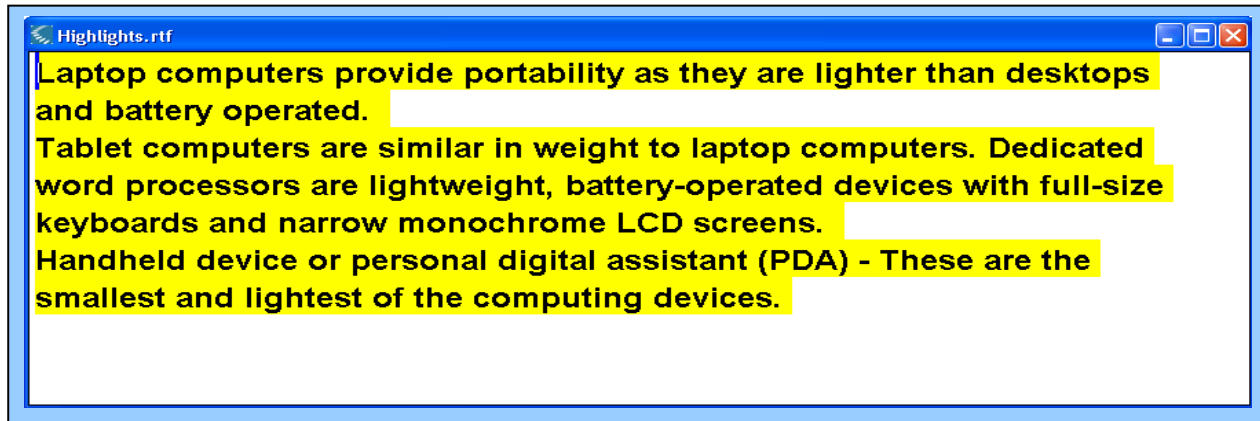 Highlights.rtf
Laptop computers provide portability as they are lighter than desktops
and battery operated.
Tablet computers are similar in weight to laptop computers. Dedicated
word processors are lightweight, battery-operated devices with full-size
keyboards and narrow monochrome LCD screens.
Handheld device or personal digital assistant (PDA) - These are the
smallest and lightest of the computing devices.